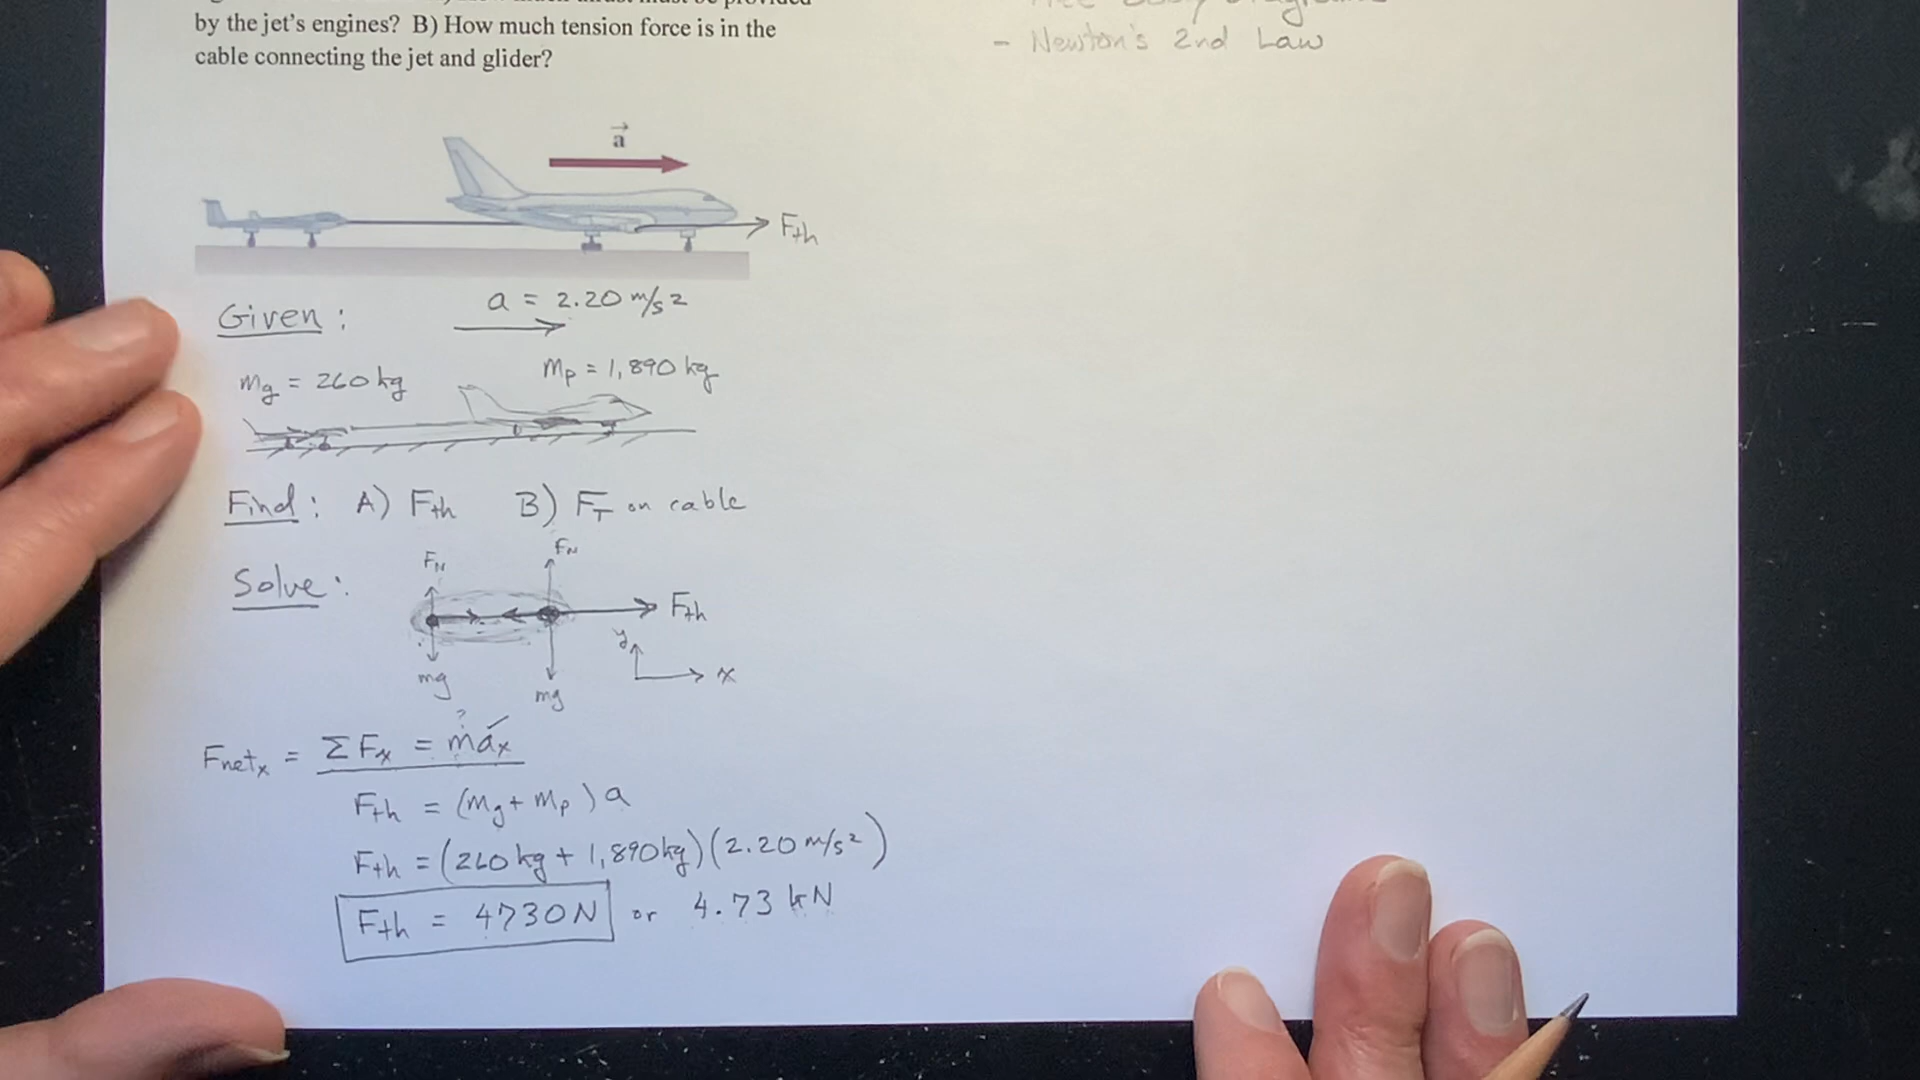 by the jet's engines? B) How much tension force is in the
cable connecting the jet and glider?
- Newton's 2nd Law
a⃗
Fth
Given:
a = 2.20 m/s²
mg = 260 kg
mp = 1,890 kg
Find: A) Fth B) FT on cable
Solve:
FN
FN
Fth
y
x
mg
mg
?
Fnetx = ΣFx = max
Fth = (mg + mp) a
Fth = (260 kg + 1,890 kg)(2.20 m/s²)
Fth = 4730 N or 4.73 kN